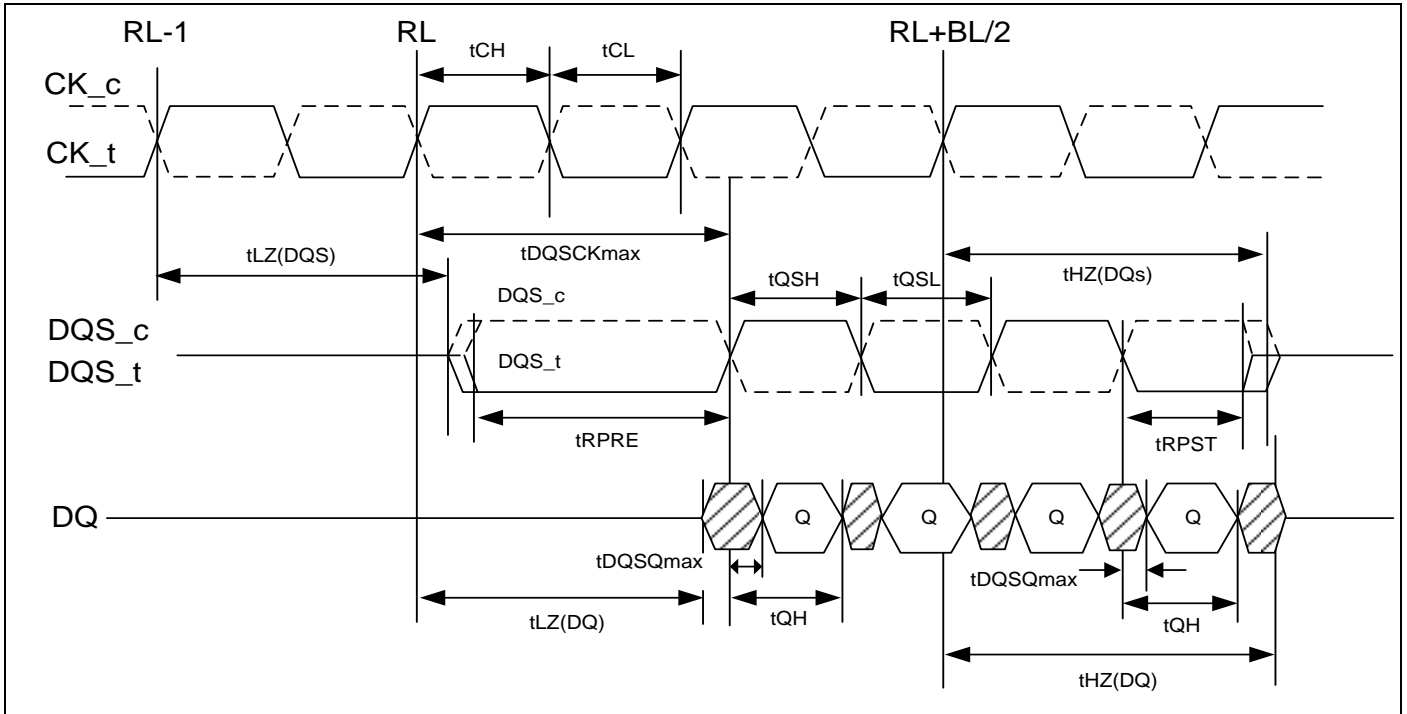 RL-1 RL RL+BL/2
tCH tCL
CK_c
CK_t
tLZ(DQS) tDQSCKmax tHZ(DQs)
tQSH tQSL
DQS_c
DQS_c
DQS_t
DQS_t
tRPRE tRPST
DQ Q Q Q Q
tDQSQmax tDQSQmax
tLZ(DQ) tQH tQH
tHZ(DQ)